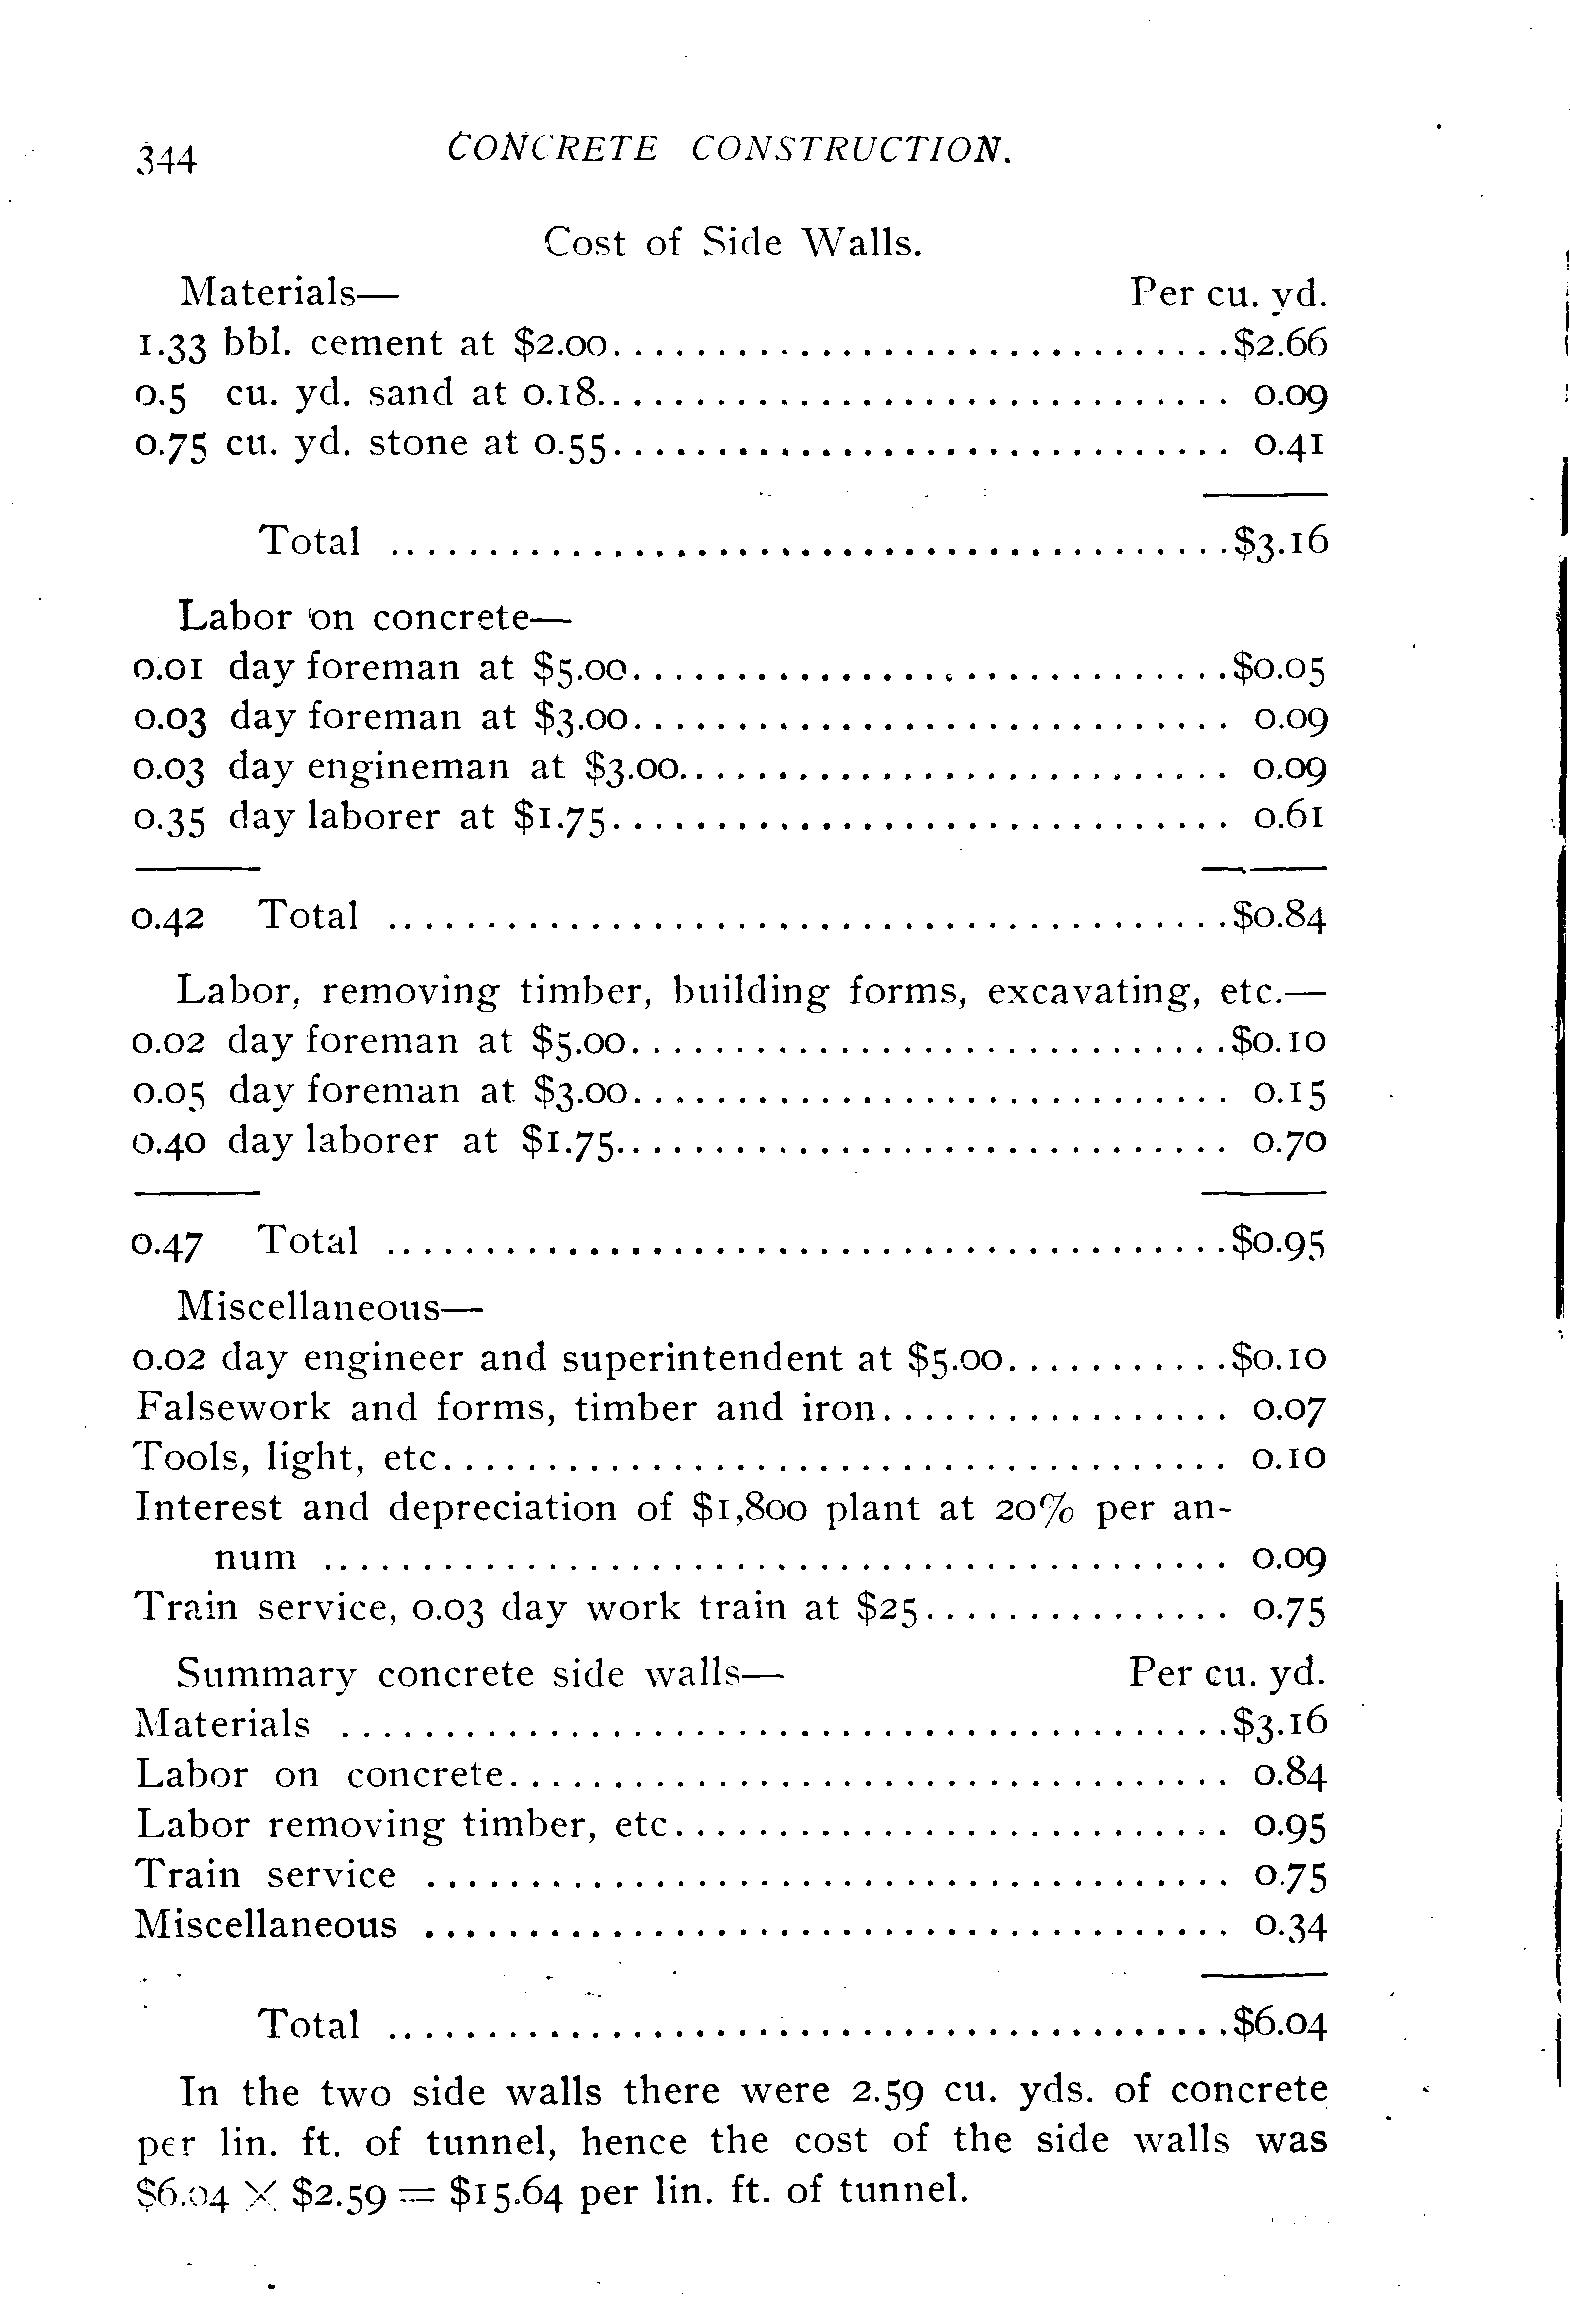 344 CONCRETE CONSTRUCTION.
Cost of Side Walls.
Materials— Per cu. yd.
1.33 bbl. cement at $2.00..............................$2.66
0.5 cu. yd. sand at 0.18............................... 0.09
0.75 cu. yd. stone at 0.55.............................. 0.41
Total .........................................$3.16
Labor on concrete—
0.01 day foreman at $5.00.............................$0.05
0.03 day foreman at $3.00............................. 0.09
0.03 day engineman at $3.00........................... 0.09
0.35 day laborer at $1.75.............................. 0.61
0.42 Total .........................................$0.84
Labor, removing timber, building forms, excavating, etc.—
0.02 day foreman at $5.00.............................$0.10
0.05 day foreman at $3.00............................. 0.15
0.40 day laborer at $1.75.............................. 0.70
0.47 Total .........................................$0.95
Miscellaneous—
0.02 day engineer and superintendent at $5.00...........$0.10
Falsework and forms, timber and iron................. 0.07
Tools, light, etc...................................... 0.10
Interest and depreciation of $1,800 plant at 20% per an-
num ............................................ 0.09
Train service, 0.03 day work train at $25............... 0.75
Summary concrete side walls— Per cu. yd.
Materials ...........................................$3.16
Labor on concrete................................... 0.84
Labor removing timber, etc........................... 0.95
Train service ....................................... 0.75
Miscellaneous ....................................... 0.34
Total .........................................$6.04
In the two side walls there were 2.59 cu. yds. of concrete
per lin. ft. of tunnel, hence the cost of the side walls was
$6.04 × $2.59 = $15.64 per lin. ft. of tunnel.